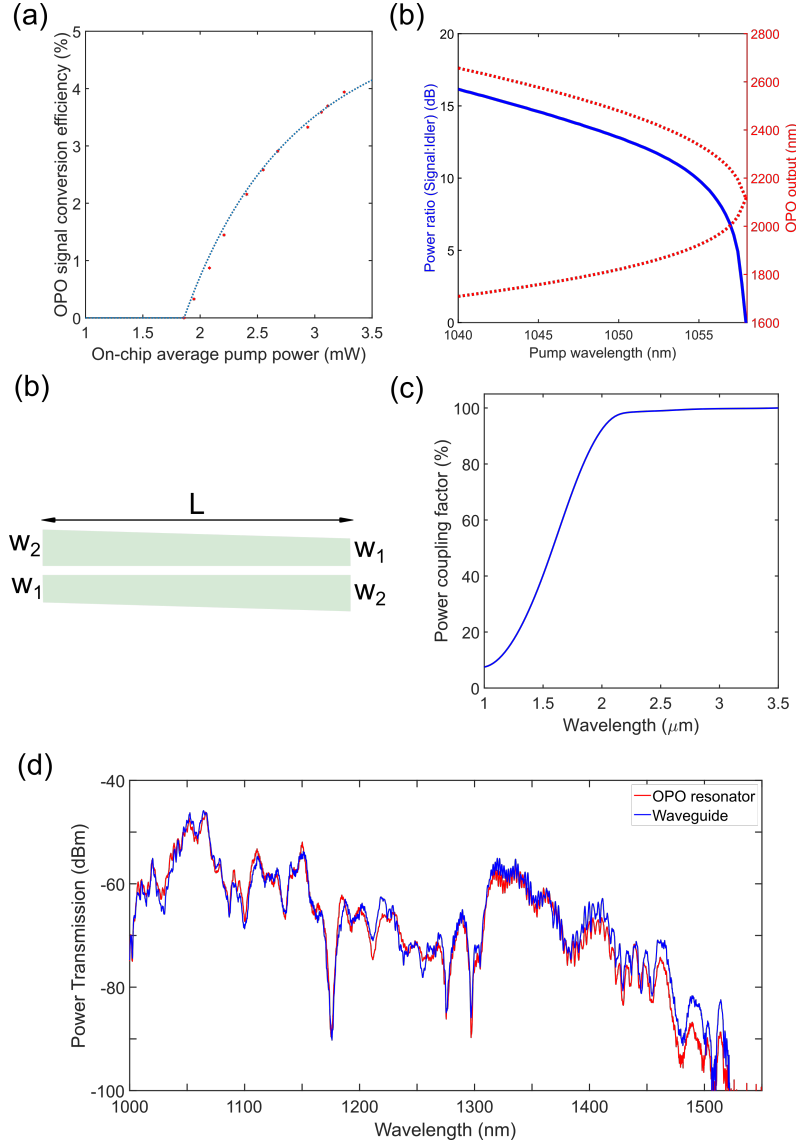 (a)
OPO signal conversion efficiency (%)
5
4
3
2
1
0
1
1.5
2
2.5
3
3.5
On-chip average pump power (mW)
(b)
Power ratio (Signal:Idler) (dB)
20
15
10
5
0
1040
1045
1050
1055
Pump wavelength (nm)
2800
2600
2400
2200
2000
1800
1600
OPO output (nm)
(b)
L
w2
w1
w1
w2
(c)
Power coupling factor (%)
100
80
60
40
20
0
1
1.5
2
2.5
3
3.5
Wavelength (μm)
(d)
Power Transmission (dBm)
-40
-60
-80
-100
OPO resonator
Waveguide
1000
1100
1200
1300
1400
1500
Wavelength (nm)